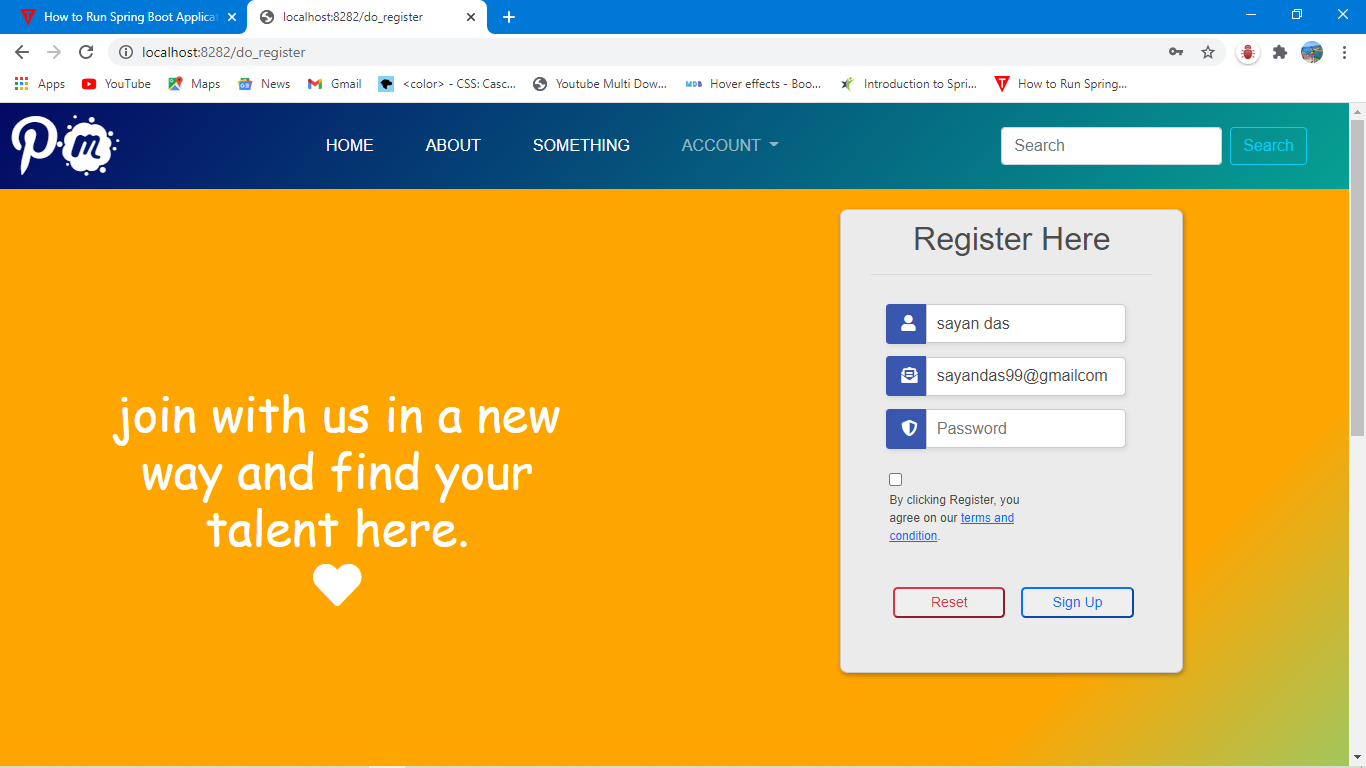 How to Run Spring Boot Applicat
localhost:8282/do_register
localhost:8282/do_register
Apps YouTube Maps News Gmail <color> - CSS: Casc... Youtube Multi Dow... MDB Hover effects - Boo... Introduction to Spri... How to Run Spring...
P m HOME ABOUT SOMETHING ACCOUNT Search Search
Register Here
sayan das
sayandas99@gmailcom
Password
By clicking Register, you
agree on our terms and
condition.
Reset Sign Up
join with us in a new
way and find your
talent here.